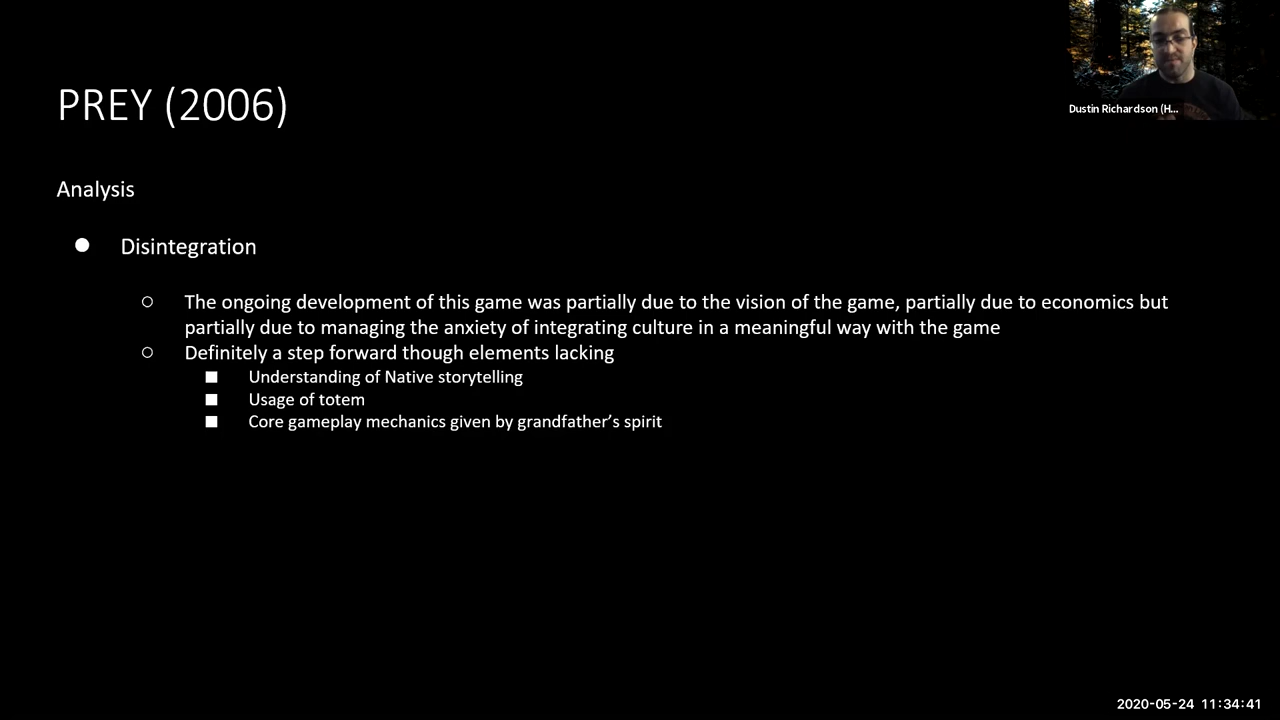 PREY (2006)
Dustin Richardson (H...
Analysis
● Disintegration
○ The ongoing development of this game was partially due to the vision of the game, partially due to economics but
partially due to managing the anxiety of integrating culture in a meaningful way with the game
○ Definitely a step forward though elements lacking
■ Understanding of Native storytelling
■ Usage of totem
■ Core gameplay mechanics given by grandfather’s spirit
2020-05-24 11:34:41